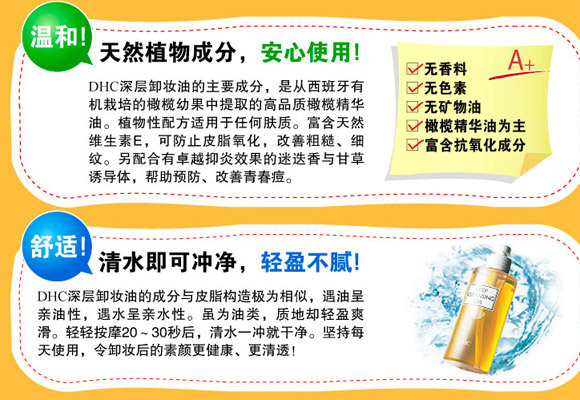 温和!
天然植物成分，安心使用!
DHC深层卸妆油的主要成分，是从西班牙有
机栽培的橄榄幼果中提取的高品质橄榄精华
油。植物性配方适用于任何肤质。富含天然
维生素E，可防止皮脂氧化，改善粗糙、细
纹。另配合有卓越抑炎效果的迷迭香与甘草
诱导体，帮助预防、改善青春痘。
A+
无香料
无色素
无矿物油
橄榄精华油为主
富含抗氧化成分
舒适!
清水即可冲净，轻盈不腻!
DHC深层卸妆油的成分与皮脂构造极为相似，遇油呈
亲油性，遇水呈亲水性。虽为油类，质地却轻盈爽
滑。轻轻按摩20～30秒后，清水一冲就干净。坚持每
天使用，令卸妆后的素颜更健康、更清透!
DEEP
CLEANSING
OIL
DHC